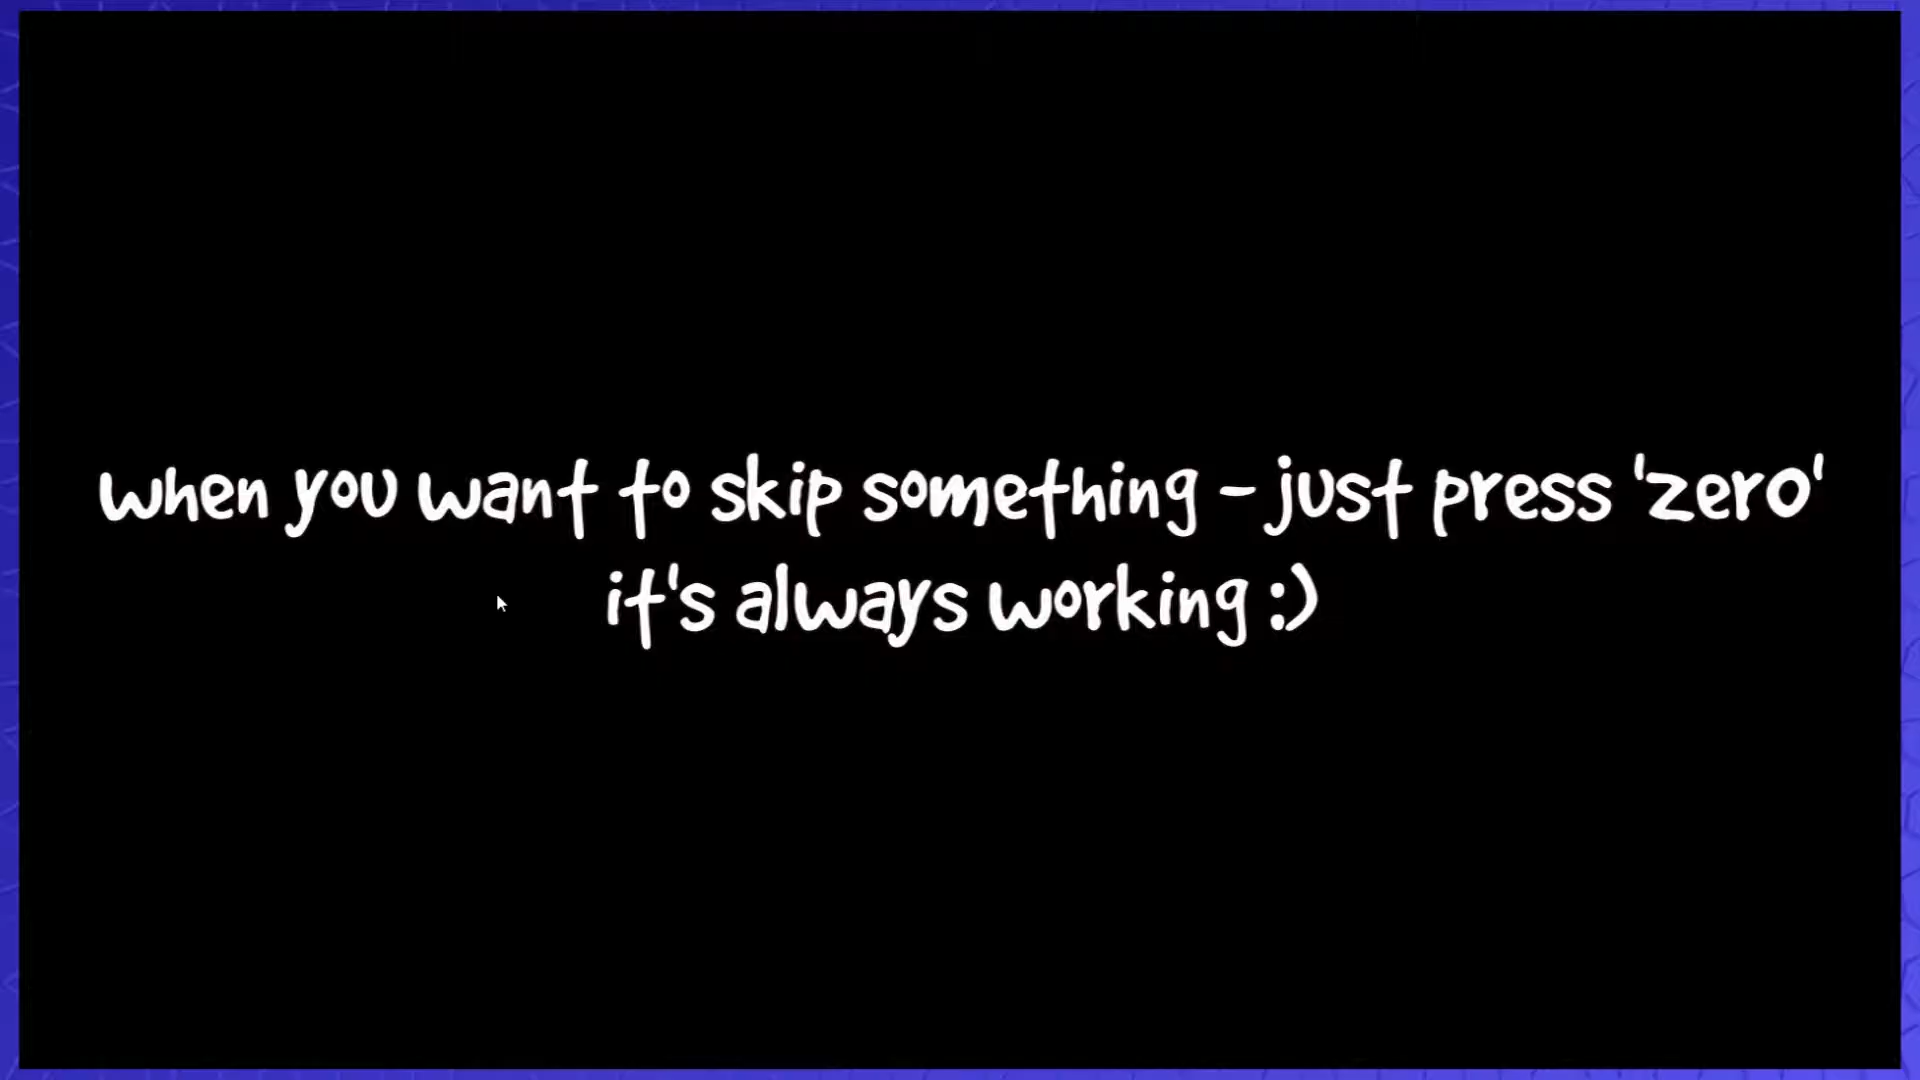 when you want to skip something - just press 'zero'
it's always working :)